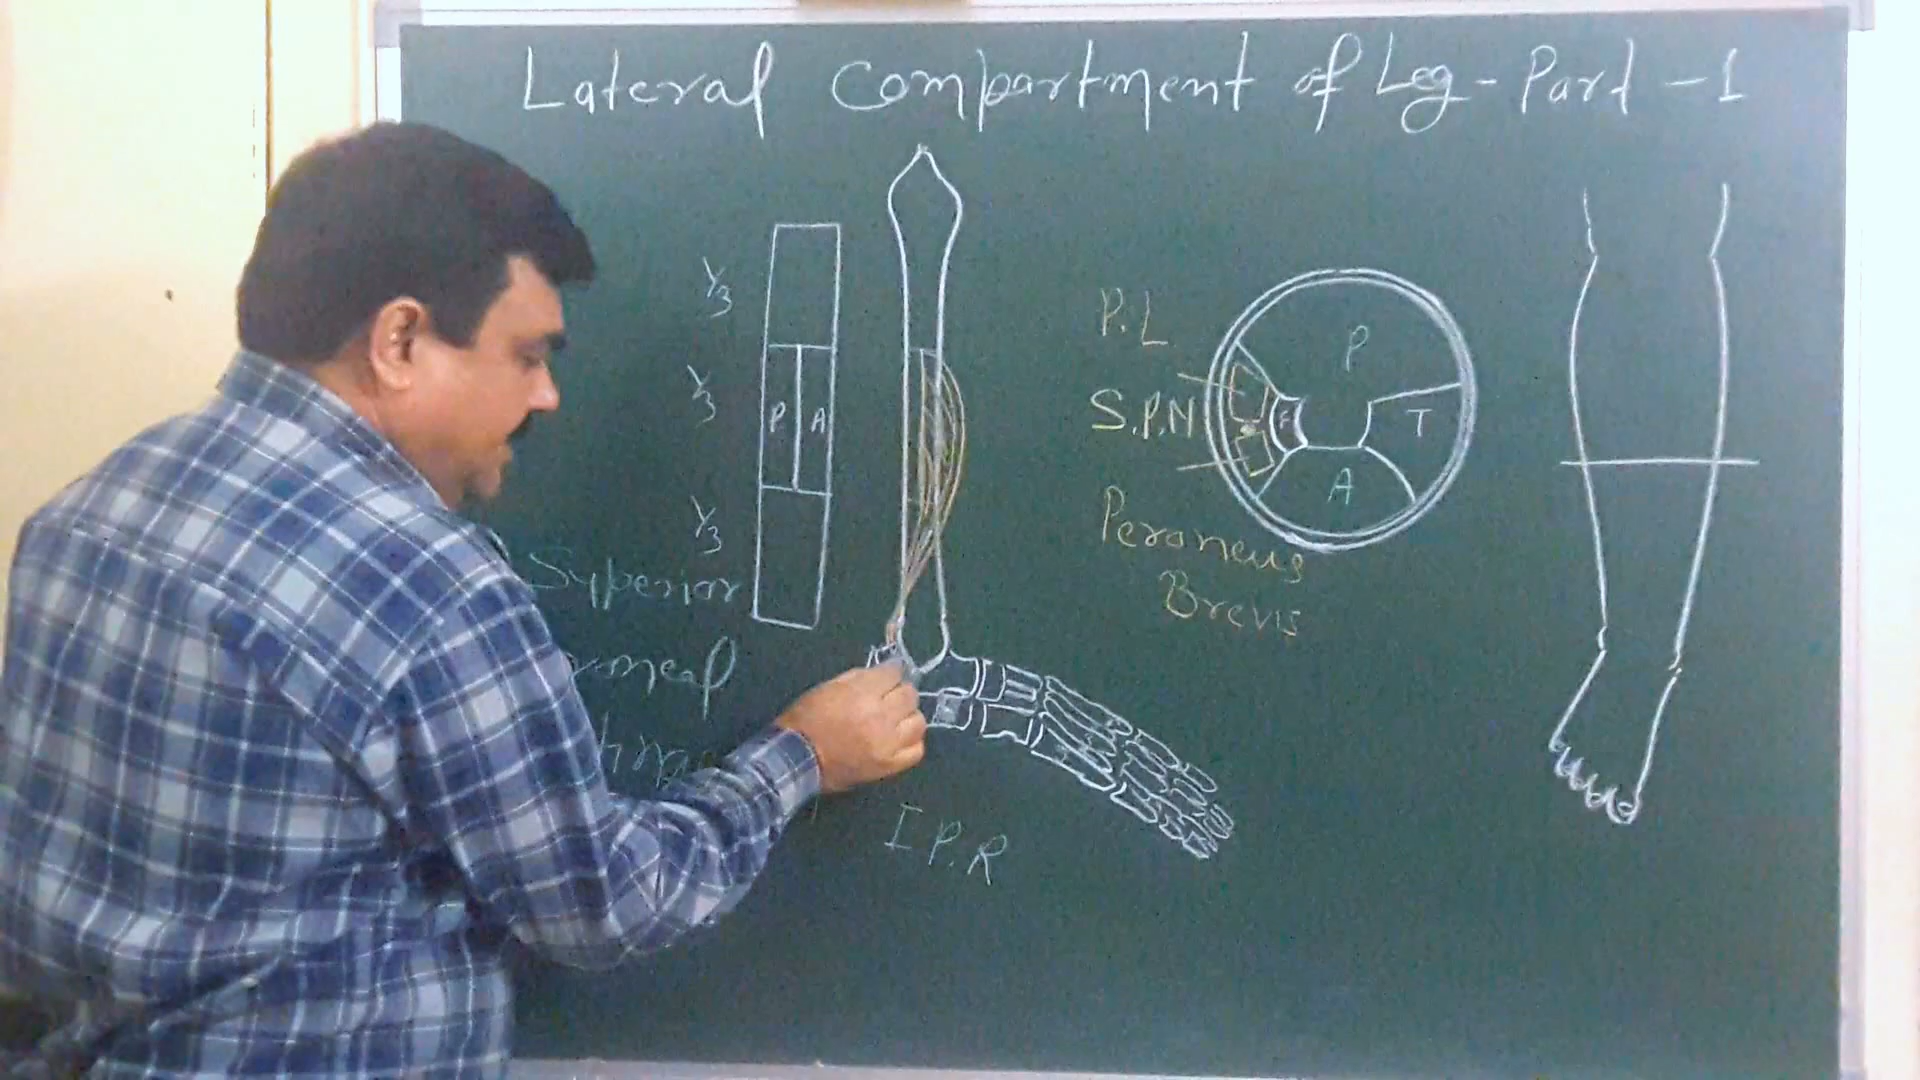 Lateral Compartment of Leg - Part - 1
1/3
1/3
1/3
P A
Superior
I P.R
P.L
S.P.N
Peroneus
Brevis
P
F
T
A